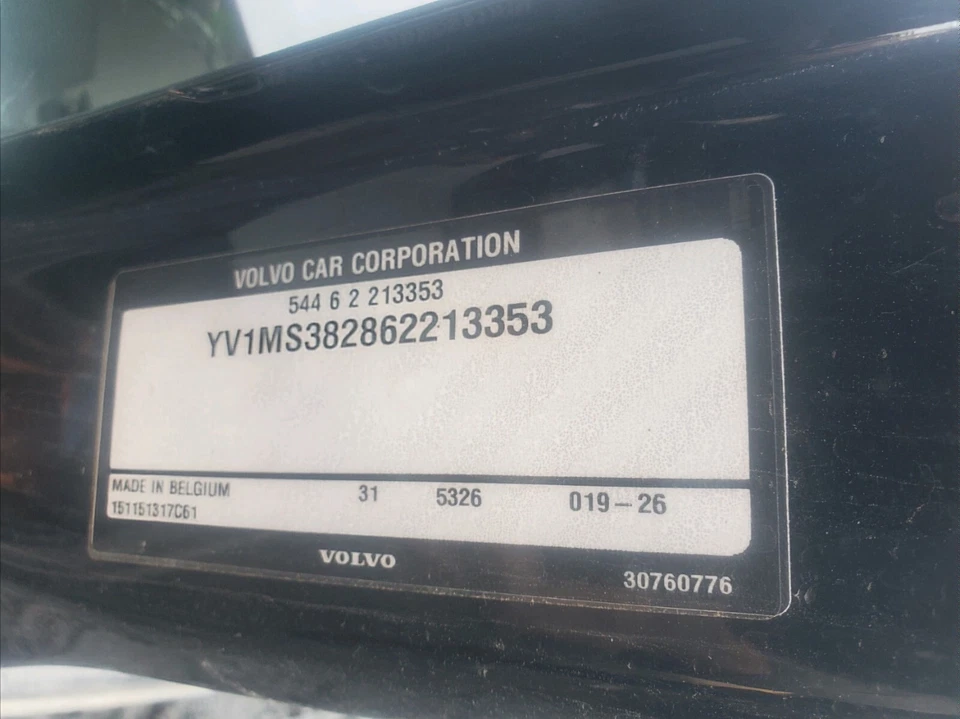 VOLVO CAR CORPORATION
544 6 2 213353
YV1MS382862213353
MADE IN BELGIUM 31 5326 019-26
151151317C61
VOLVO
30760776